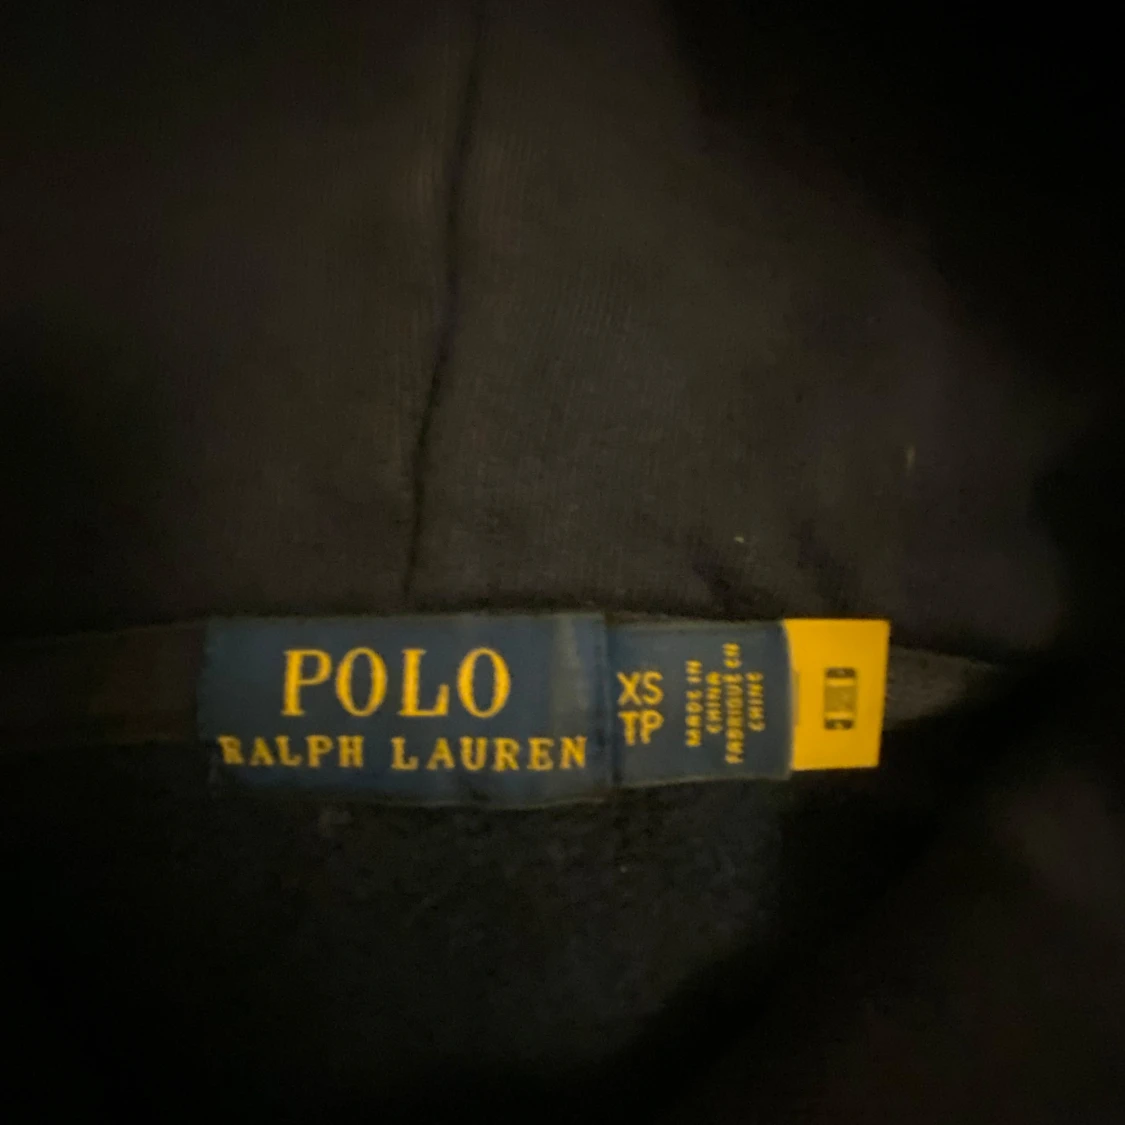 POLO
RALPH LAUREN
XS
TP
MADE IN
CHINA
FABRIQUÉ EN
CHINE